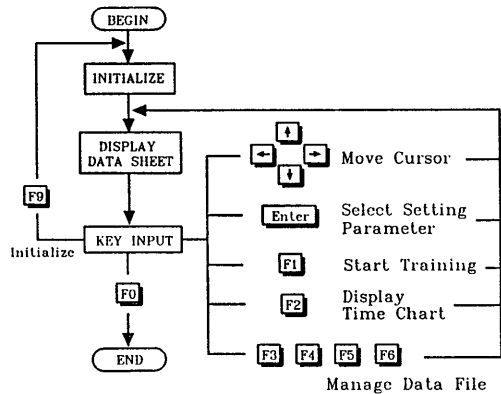 BEGIN
INITIALIZE
DISPLAY
DATA SHEET
F9
Initialize
KEY INPUT
F0
END
Move Cursor
Enter
Select Setting
Parameter
F1
Start Training
F2
Display
Time Chart
F3 F4 F5 F6
Manage Data File